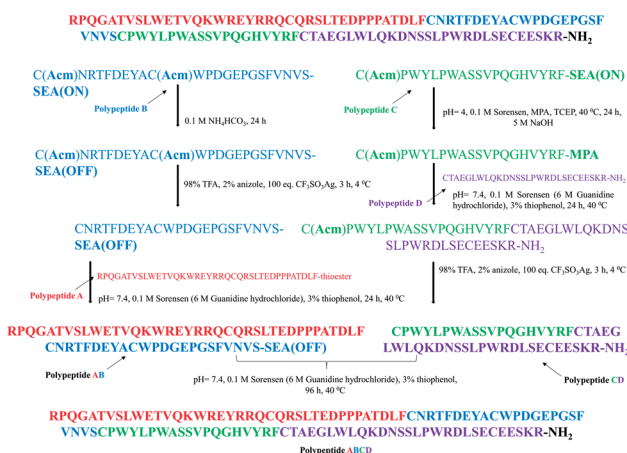 RPQGATVSLWETVQKWREYRRQCQRSLTEDPPPATDLFCNRTFDEYACWPDGEPGSF
VNVSCPWYLPWASSVPQGHVYRFCTAEGLWLQKDNSSLPWRDLSECEESKR-NH2
C(Acm)NRTFDEYAC(Acm)WPDGEPGSFVNVS-
SEA(ON)
Polypeptide B
0.1 M NH4HCO3, 24 h
C(Acm)PWYLPWASSVPQGHVYRF-SEA(ON)
Polypeptide C
pH= 4, 0.1 M Sorensen, MPA, TCEP, 40 ⁰C, 24 h,
5 M NaOH
C(Acm)NRTFDEYAC(Acm)WPDGEPGSFVNVS-
SEA(OFF)
98% TFA, 2% anizole, 100 eq. CF3SO3Ag, 3 h, 4 ⁰C
C(Acm)PWYLPWASSVPQGHVYRF-MPA
CTAEGLWLQKDNSSLPWRDLSECEESKR-NH2
Polypeptide D
pH= 7.4, 0.1 M Sorensen (6 M Guanidine
hydrochloride), 3% thiophenol, 24 h, 40 ⁰C
CNRTFDEYACWPDGEPGSFVNVS-
SEA(OFF)
RPQGATVSLWETVQKWREYRRQCQRSLTEDPPPATDLF-thioester
Polypeptide A
pH= 7.4, 0.1 M Sorensen (6 M Guanidine hydrochloride), 3% thiophenol, 24 h, 40 ⁰C
C(Acm)PWYLPWASSVPQGHVYRFCTAEGLWLQKDNS
SLPWRDLSECEESKR-NH2
98% TFA, 2% anizole, 100 eq. CF3SO3Ag, 3 h, 4 ⁰C
RPQGATVSLWETVQKWREYRRQCQRSLTEDPPPATDLF
CNRTFDEYACWPDGEPGSFVNVS-SEA(OFF)
Polypeptide AB
CPWYLPWASSVPQGHVYRFCTAEG
LWLQKDNSSLPWRDLSECEESKR-NH2
Polypeptide CD
pH= 7.4, 0.1 M Sorensen (6 M Guanidine hydrochloride), 3% thiophenol,
96 h, 40 ⁰C
RPQGATVSLWETVQKWREYRRQCQRSLTEDPPPATDLFCNRTFDEYACWPDGEPGSF
VNVSCPWYLPWASSVPQGHVYRFCTAEGLWLQKDNSSLPWRDLSECEESKR-NH2
Polypeptide ABCD